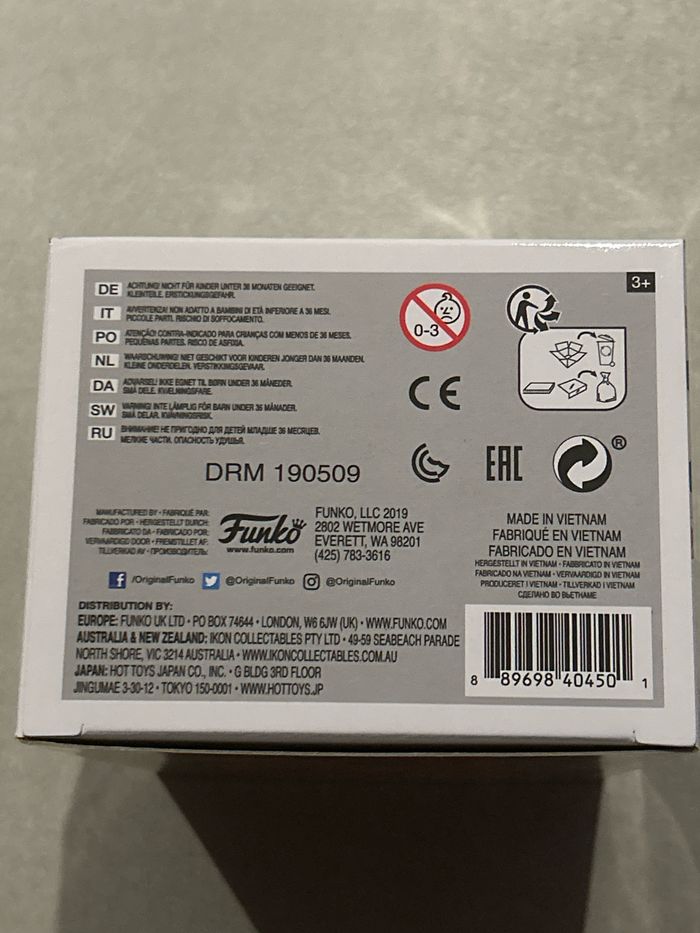 3+
DE ACHTUNG! NICHT FÜR KINDER UNTER 36 MONATEN GEEIGNET.
KLEINTEILE. ERSTICKUNGSGEFAHR.
IT AVVERTENZA! NON ADATTO A BAMBINI DI ETÀ INFERIORE A 36 MESI.
PICCOLE PARTI. RISCHIO DI SOFFOCAMENTO.
PO ATENÇÃO! CONTRA-INDICADO PARA CRIANÇAS COM MENOS DE 36 MESES.
PEQUENAS PARTES. RISCO DE ASFIXIA.
NL WAARSCHUWING! NIET GESCHIKT VOOR KINDEREN JONGER DAN 36 MAANDEN.
KLEINE ONDERDELEN. VERSTIKKINGSGEVAAR.
DA ADVARSEL! IKKE EGNET TIL BØRN UNDER 36 MÅNEDER.
SMÅ DELE. KVÆLNINGSFARE.
SW VARNING! INTE LÄMPLIG FÖR BARN UNDER 36 MÅNADER.
SMÅ DELAR. KVÄVNINGSRISK.
RU ВНИМАНИЕ! НЕ ПРИГОДНО ДЛЯ ДЕТЕЙ МЛАДШЕ 36 МЕСЯЦЕВ.
МЕЛКИЕ ЧАСТИ. ОПАСНОСТЬ УДУШЬЯ.
0-3
CE
EAC
®
DRM 190509
MANUFACTURED BY • FABRIQUÉ PAR:
FABRICADO POR • HERGESTELLT DURCH:
FABBRICATO DA • FABRICADO POR:
VERVAARDIGD DOOR • FREMSTILLET AF:
TILLVERKAD AV • ПРОИЗВОДИТЕЛЬ:
Funko
www.funko.com
FUNKO, LLC 2019
2802 WETMORE AVE
EVERETT, WA 98201
(425) 783-3616
/OriginalFunko @OriginalFunko @OriginalFunko
MADE IN VIETNAM
FABRIQUÉ EN VIETNAM
FABRICADO EN VIETNAM
HERGESTELLT IN VIETNAM • FABBRICATO IN VIETNAM
FABRICADO NA VIETNAM • VERVAARDIGD IN VIETNAM
PRODUCERET I VIETNAM • TILLVERKAD I VIETNAM
СДЕЛАНО ВО ВЬЕТНАМЕ
DISTRIBUTION BY:
EUROPE: FUNKO UK LTD • PO BOX 74644 • LONDON, W6 6JW (UK) • WWW.FUNKO.COM
AUSTRALIA & NEW ZEALAND: IKON COLLECTABLES PTY LTD • 49-59 SEABEACH PARADE
NORTH SHORE, VIC 3214 AUSTRALIA • WWW.IKONCOLLECTABLES.COM.AU
JAPAN: HOT TOYS JAPAN CO., INC. • G BLDG 3RD FLOOR
JINGUMAE 3-30-12 • TOKYO 150-0001 • WWW.HOTTOYS.JP
8 89698 40450 1